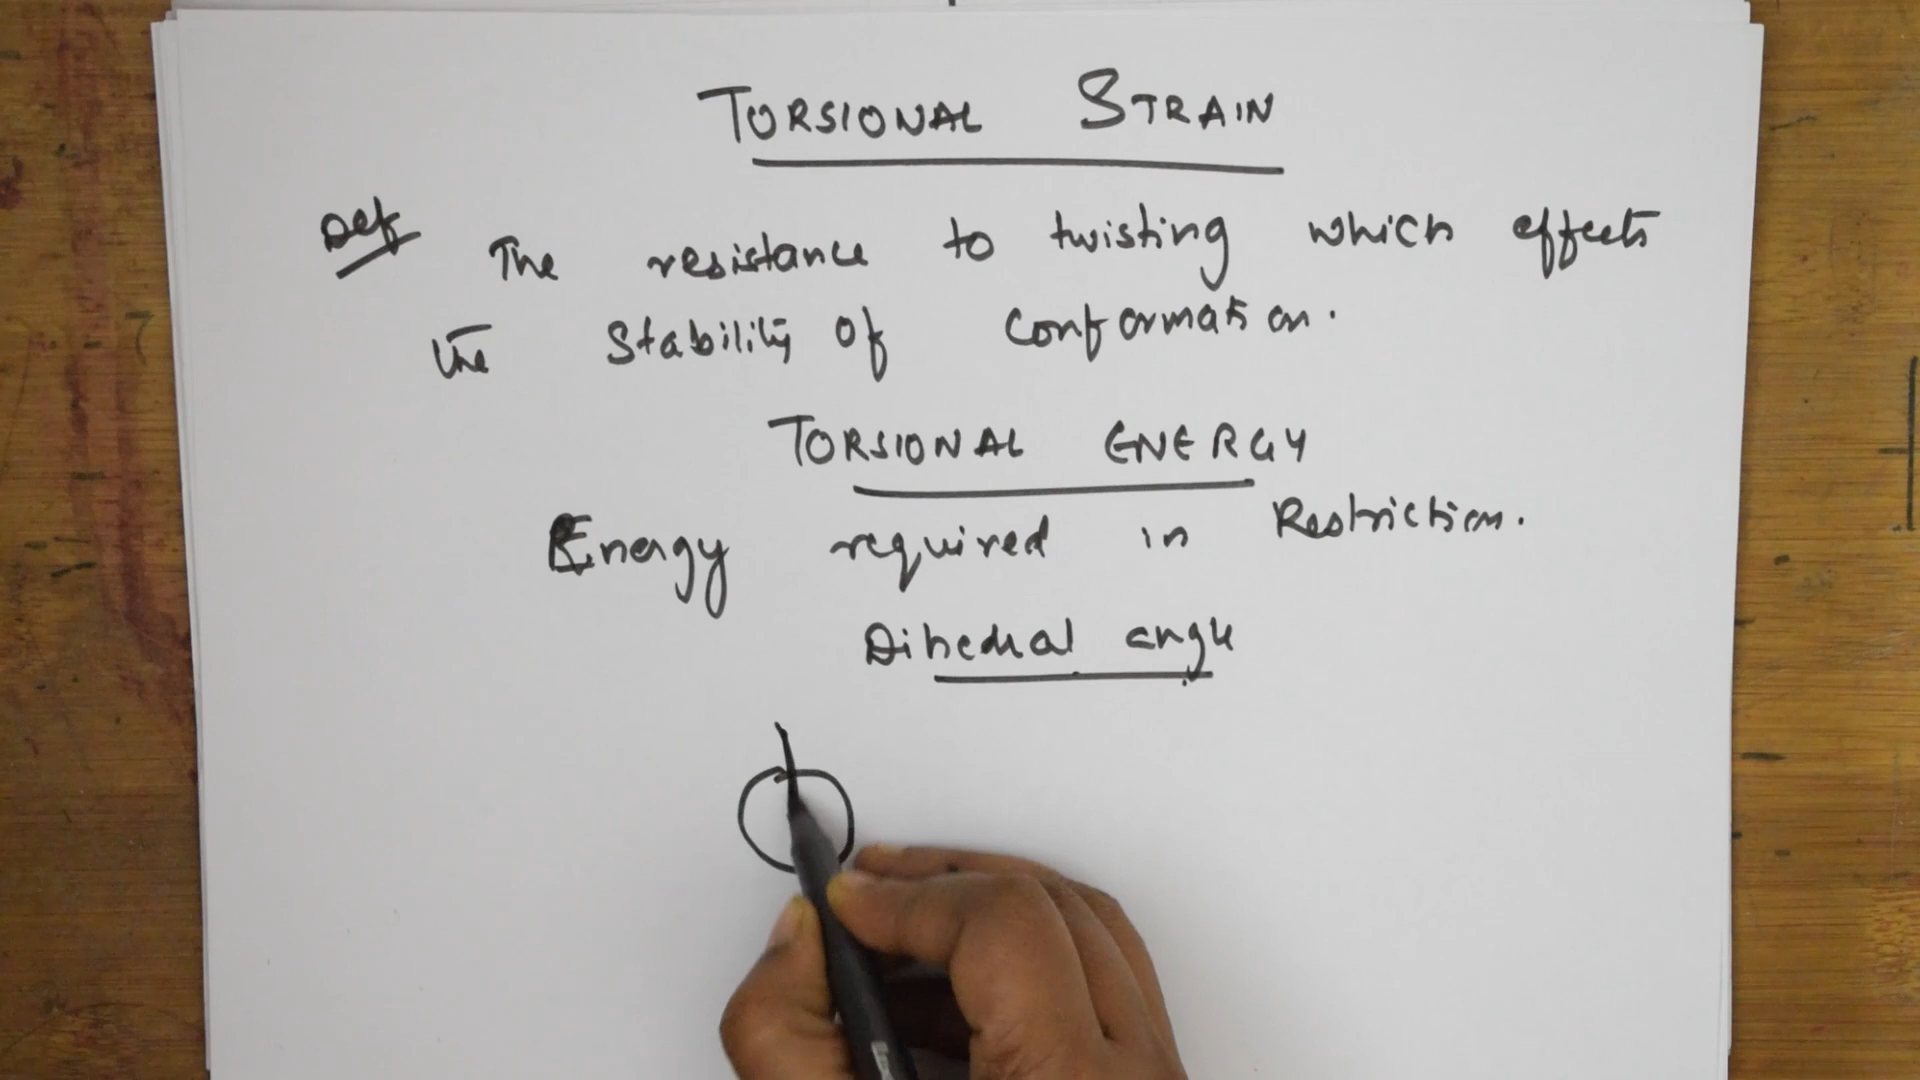 TORSIONAL STRAIN
Def The resistance to twisting which effects
the stability of conformation.
TORSIONAL ENERGY
Energy required in Restriction.
Dihedral angle